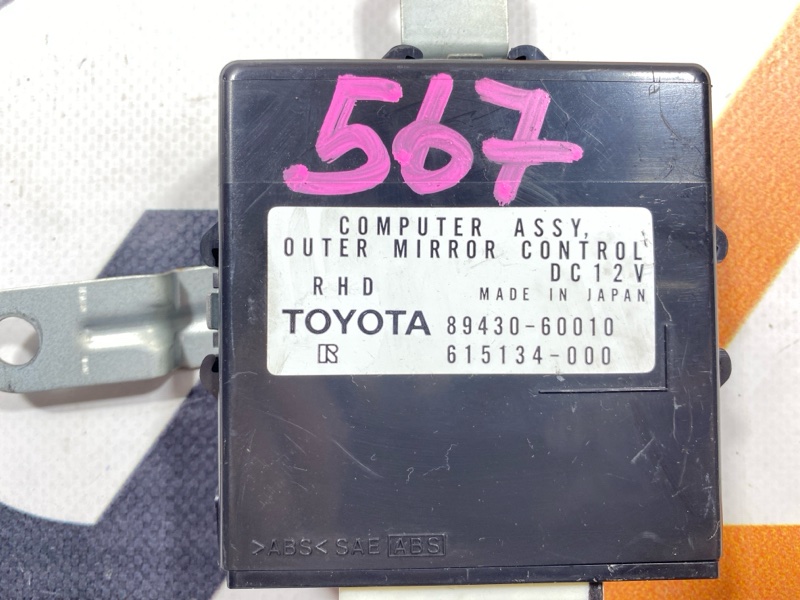 567
COMPUTER ASSY,
OUTER MIRROR CONTROL
DC12V
RHD
MADE IN JAPAN
TOYOTA 89430-60010
615134-000
>ABS< SAE ABS